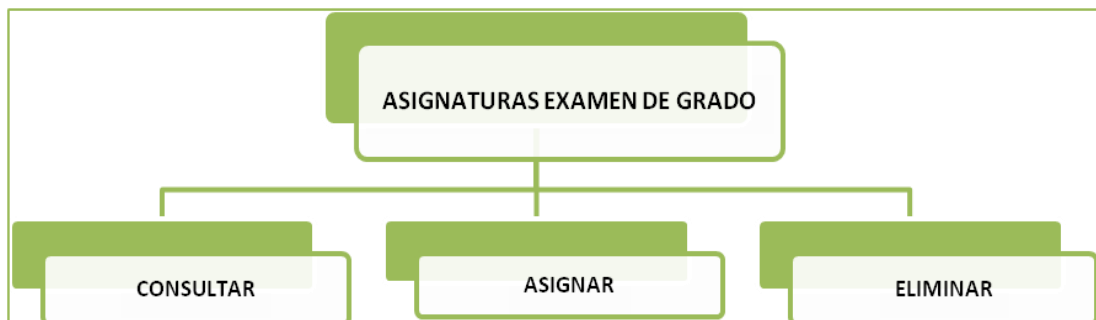 ASIGNATURAS EXAMEN DE GRADO
CONSULTAR
ASIGNAR
ELIMINAR